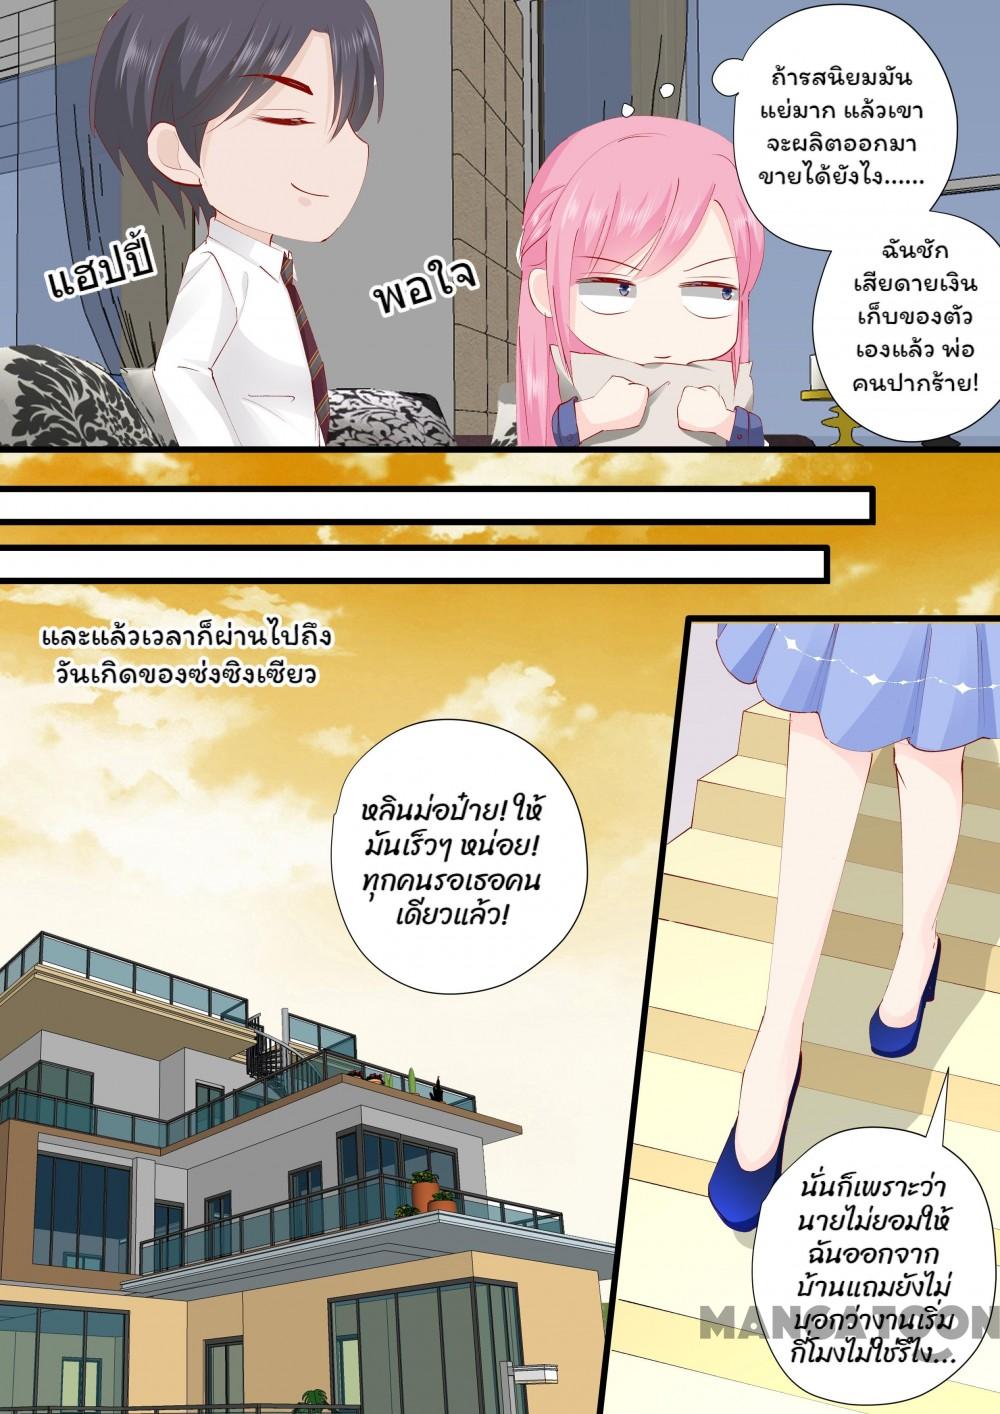 ถ้ารสนิยมมัน
แย่มาก แล้วเขา
จะผลิตออกมา
ขายได้ยังไง......
ฉันชัก
เสียดายเงิน
เก็บของตัว
เองแล้ว พ่อ
คนปากร้าย!
แฮปปี้
พอใจ
และแล้วเวลาก็ผ่านไปถึง
วันเกิดของซ่งซิงเซียว
หลินม่อป๋าย! ให้
มันเร็วๆ หน่อย!
ทุกคนรอเธอคน
เดียวแล้ว!
นั่นก็เพราะว่า
นายไม่ยอมให้
ฉันออกจาก
บ้านแถมยังไม่
บอกว่างานเริ่ม
กี่โมงไม่ใช่รึไง...
MANGATOON